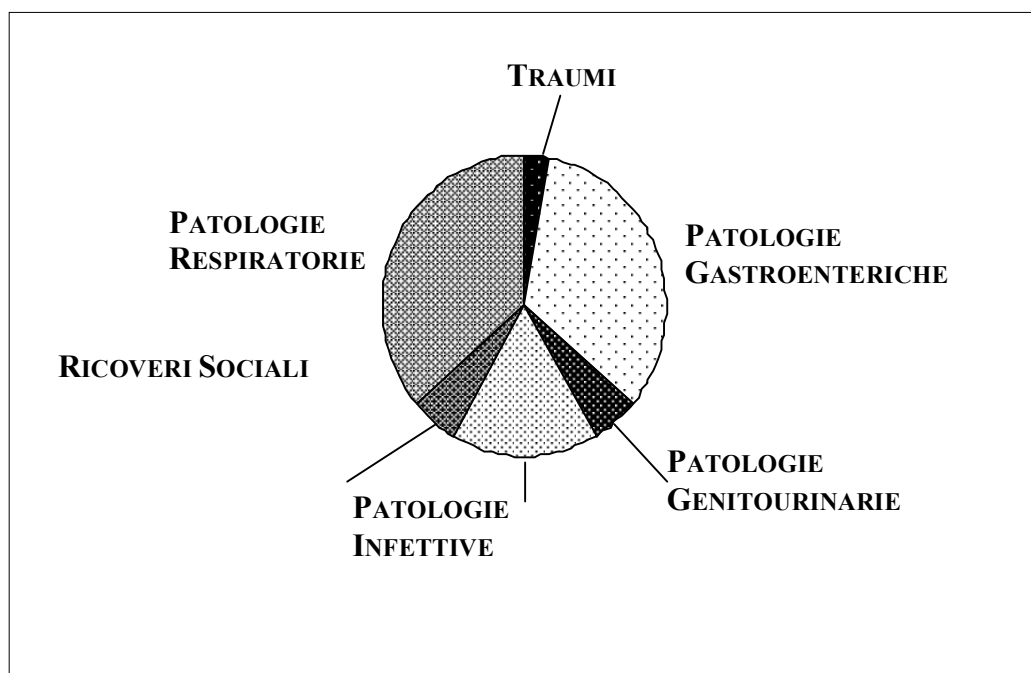 TRAUMI
PATOLOGIE
RESPIRATORIE
PATOLOGIE
GASTROENTERICHE
RICOVERI SOCIALI
PATOLOGIE
GENITOURINARIE
PATOLOGIE
INFETTIVE